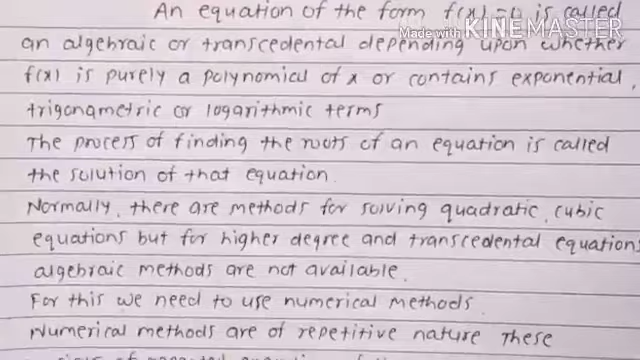 An equation of the form f(x) = 0 is called
Made with KINEMASTER
an algebraic or transcedental depending upon whether
f(x) is purely a polynomical of x or contains exponential,
trigonametric or logarithmic terms
The process of finding the roots of an equation is called
the solution of that equation.
Normally, there are methods for solving quadratic, cubic
equations but for higher degree and transcedental equations
algebraic methods are not available.
For this we need to use numerical methods.
Numerical methods are of repetitive nature These